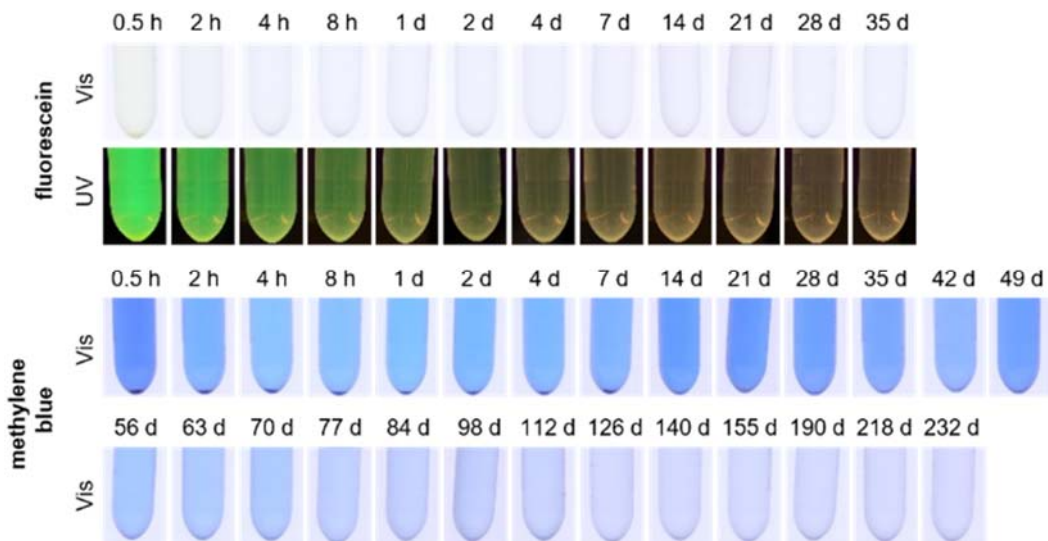 0.5 h 2 h 4 h 8 h 1 d 2 d 4 d 7 d 14 d 21 d 28 d 35 d
fluorescein
Vis
UV
0.5 h 2 h 4 h 8 h 1 d 2 d 4 d 7 d 14 d 21 d 28 d 35 d 42 d 49 d
methylene
blue
Vis
56 d 63 d 70 d 77 d 84 d 98 d 112 d 126 d 140 d 155 d 190 d 218 d 232 d
Vis